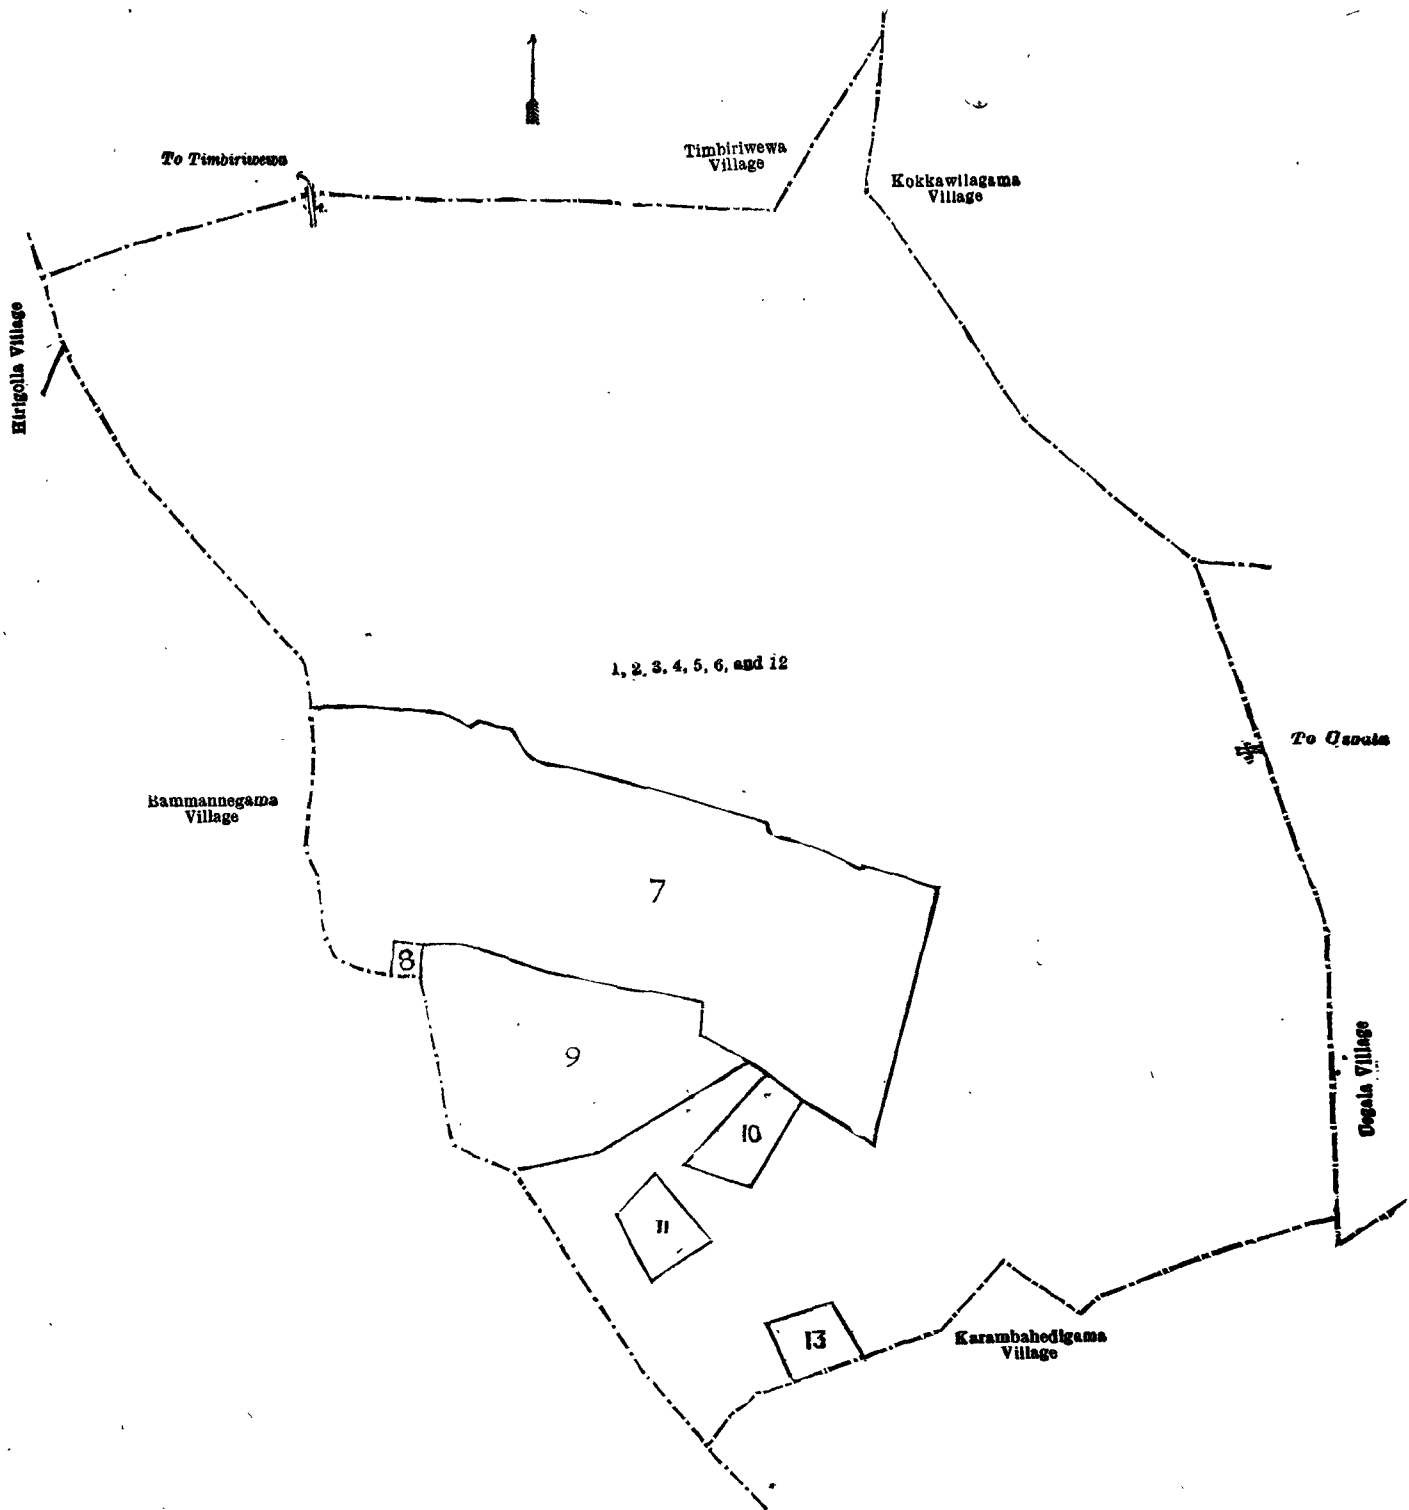 To Timbiriwewa
Timbiriwewa
Village
Kokkawilagama
Village
Hirigolla Village
1, 2, 3, 4, 5, 6, and 12
To
Bammannegama
Village
7
8
9
10
11
Village
13
Karambahedigama
Village